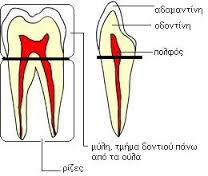 αδαμαντίνη
οδοντίνη
πολφός
μύλη, τμήμα δοντιού πάνω
από τα ούλα
ρίζες